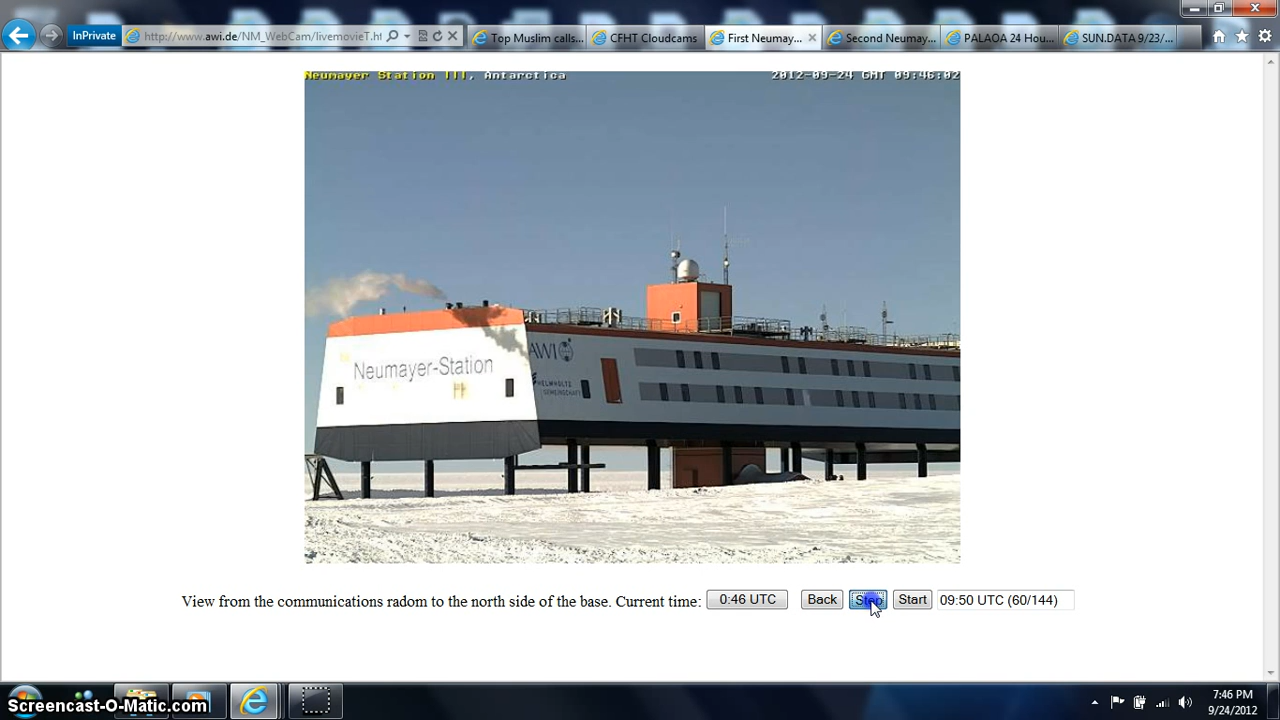 InPrivate
http://www.awi.de/NM_WebCam/livemovieT.ht
Top Muslim calls...
CFHT Cloudcams
First Neumay...
Second Neumay...
PALAOA 24 Hou...
SUN.DATA 9/23/...
Neumayer Station III, Antarctica
2012-09-24 GMT 09:46:02
Neumayer-Station
AWI
HELMHOLTZ
GEMEINSCHAFT
View from the communications radom to the north side of the base. Current time: 0:46 UTC Back Stop Start 09:50 UTC (60/144)
Screencast-O-Matic.com
7:46 PM
9/24/2012